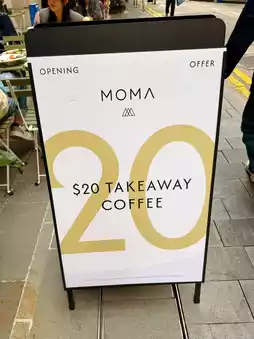 OPENING OFFER
MOMA
20
$20 TAKEAWAY
COFFEE